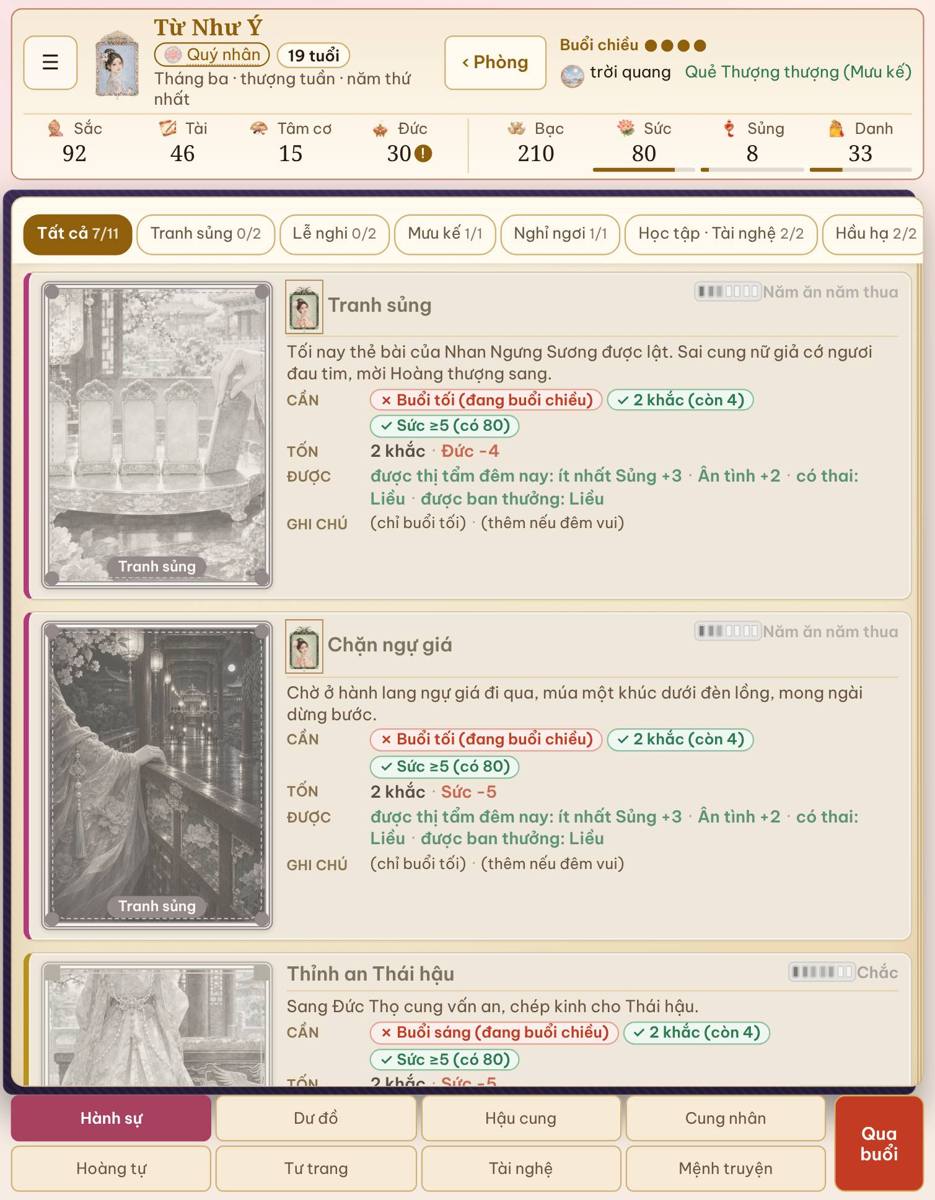 ☰
Từ Như Ý
Quý nhân 19 tuổi
Tháng ba · thượng tuần · năm thứ
nhất
‹ Phòng
Buổi chiều
trời quang Quẻ Thượng thượng (Mưu kế)
Sắc Tài Tâm cơ Đức Bạc Sức Sủng Danh
92 46 15 30 ! 210 80 8 33
Tất cả 7/11 Tranh sủng 0/2 Lễ nghi 0/2 Mưu kế 1/1 Nghỉ ngơi 1/1 Học tập · Tài nghệ 2/2 Hầu hạ 2/2
Tranh sủng
Tranh sủng Năm ăn năm thua
Tối nay thẻ bài của Nhan Ngưng Sương được lật. Sai cung nữ giả cớ ngươi
đau tim, mời Hoàng thượng sang.
CẦN × Buổi tối (đang buổi chiều) ✓ 2 khắc (còn 4)
✓ Sức ≥5 (có 80)
TỐN 2 khắc · Đức -4
ĐƯỢC được thị tẩm đêm nay: ít nhất Sủng +3 · Ân tình +2 · có thai:
Liều · được ban thưởng: Liều
GHI CHÚ (chỉ buổi tối) · (thêm nếu đêm vui)
Tranh sủng
Chặn ngự giá Năm ăn năm thua
Chờ ở hành lang ngự giá đi qua, múa một khúc dưới đèn lồng, mong ngài
dừng bước.
CẦN × Buổi tối (đang buổi chiều) ✓ 2 khắc (còn 4)
✓ Sức ≥5 (có 80)
TỐN 2 khắc · Sức -5
ĐƯỢC được thị tẩm đêm nay: ít nhất Sủng +3 · Ân tình +2 · có thai:
Liều · được ban thưởng: Liều
GHI CHÚ (chỉ buổi tối) · (thêm nếu đêm vui)
Thỉnh an Thái hậu Chắc
Sang Đức Thọ cung vấn an, chép kinh cho Thái hậu.
CẦN × Buổi sáng (đang buổi chiều) ✓ 2 khắc (còn 4)
✓ Sức ≥5 (có 80)
TỐN 2 khắc · Sức -5
Hành sự Dư đồ Hậu cung Cung nhân
Hoàng tự Tư trang Tài nghệ Mệnh truyện
Qua
buổi